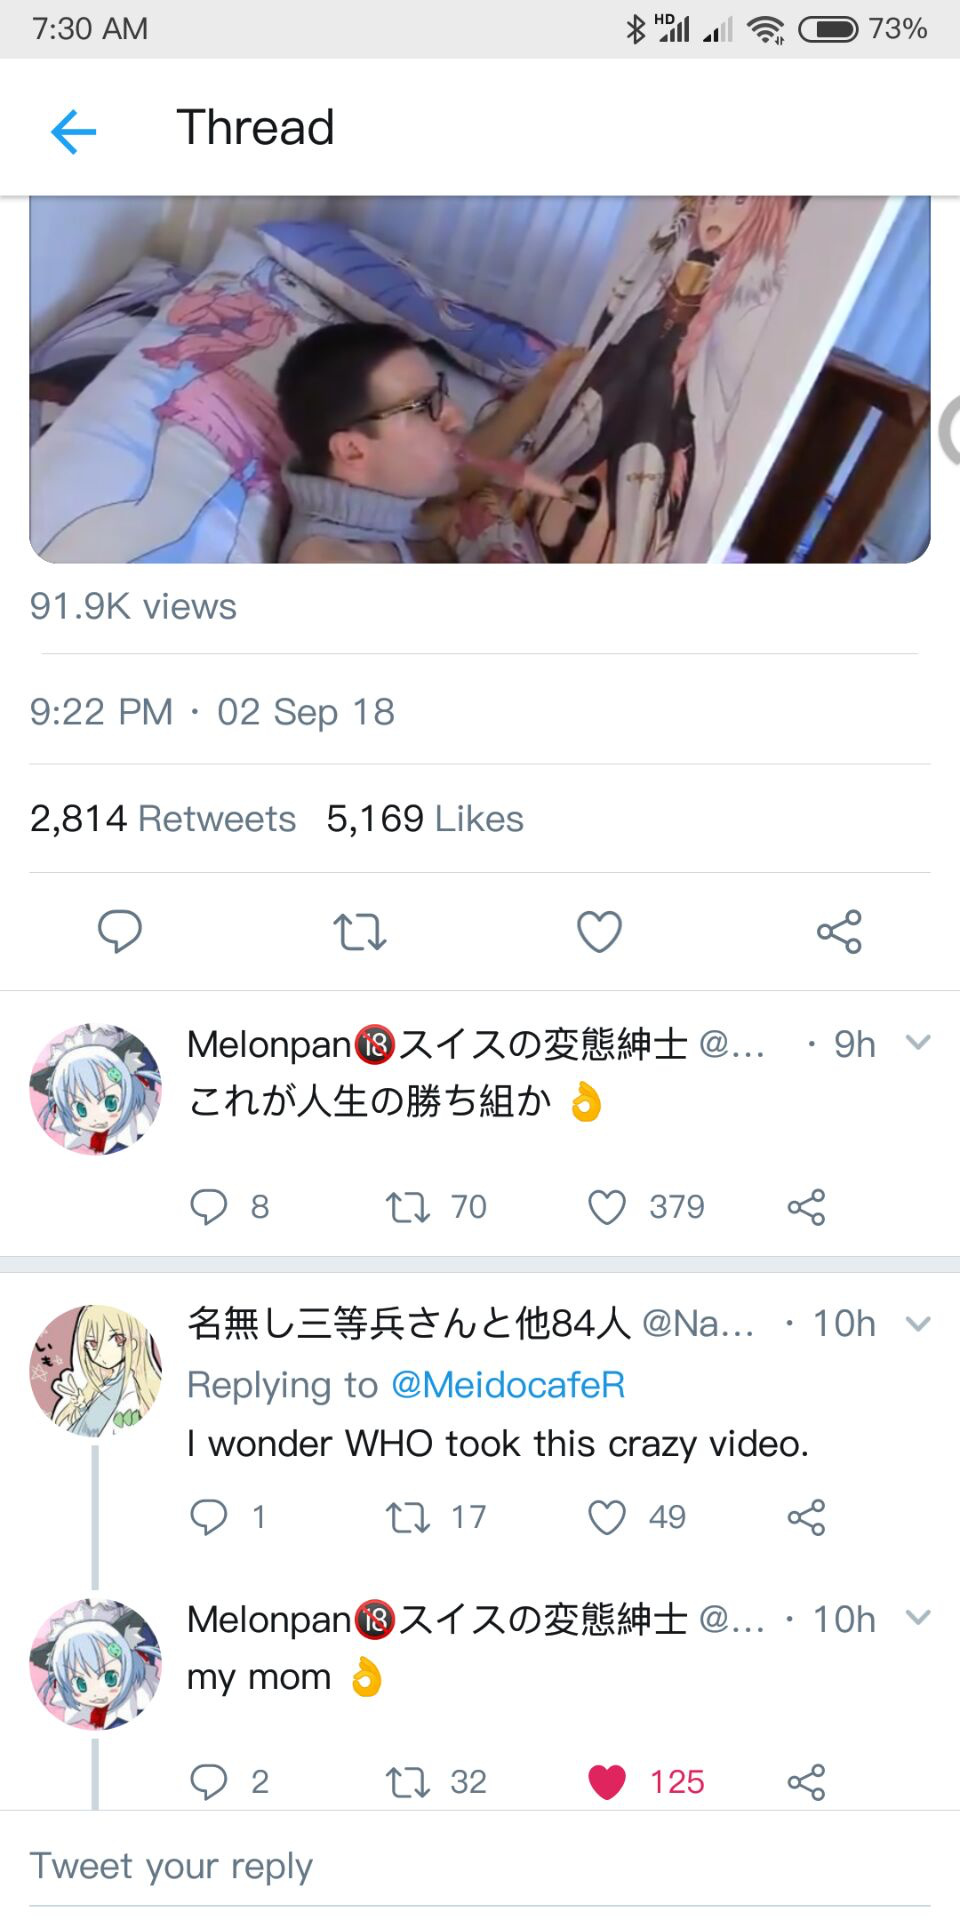 7:30 AM
HD
73%
Thread
91.9K views
9:22 PM · 02 Sep 18
2,814 Retweets 5,169 Likes
Melonpan🔞スイスの変態紳士 @... · 9h
これが人生の勝ち組か 👌
8 70 379
名無し三等兵さんと他84人 @Na... · 10h
Replying to @MeidocafeR
I wonder WHO took this crazy video.
1 17 49
Melonpan🔞スイスの変態紳士 @... · 10h
my mom 👌
2 32 125
Tweet your reply